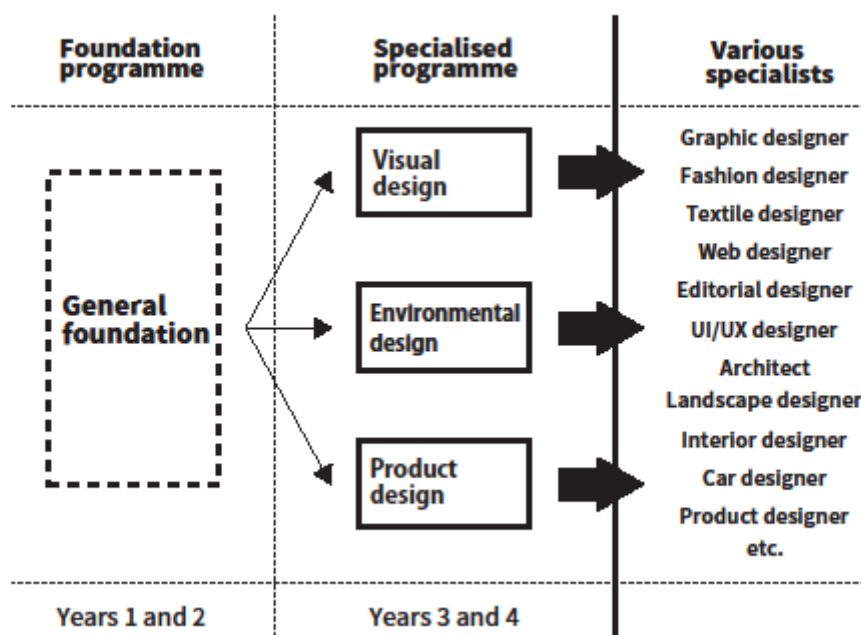 Foundation
programme
Specialised
programme
Various
specialists
General
foundation
Visual
design
Environmental
design
Product
design
Graphic designer
Fashion designer
Textile designer
Web designer
Editorial designer
UI/UX designer
Architect
Landscape designer
Interior designer
Car designer
Product designer
etc.
Years 1 and 2
Years 3 and 4